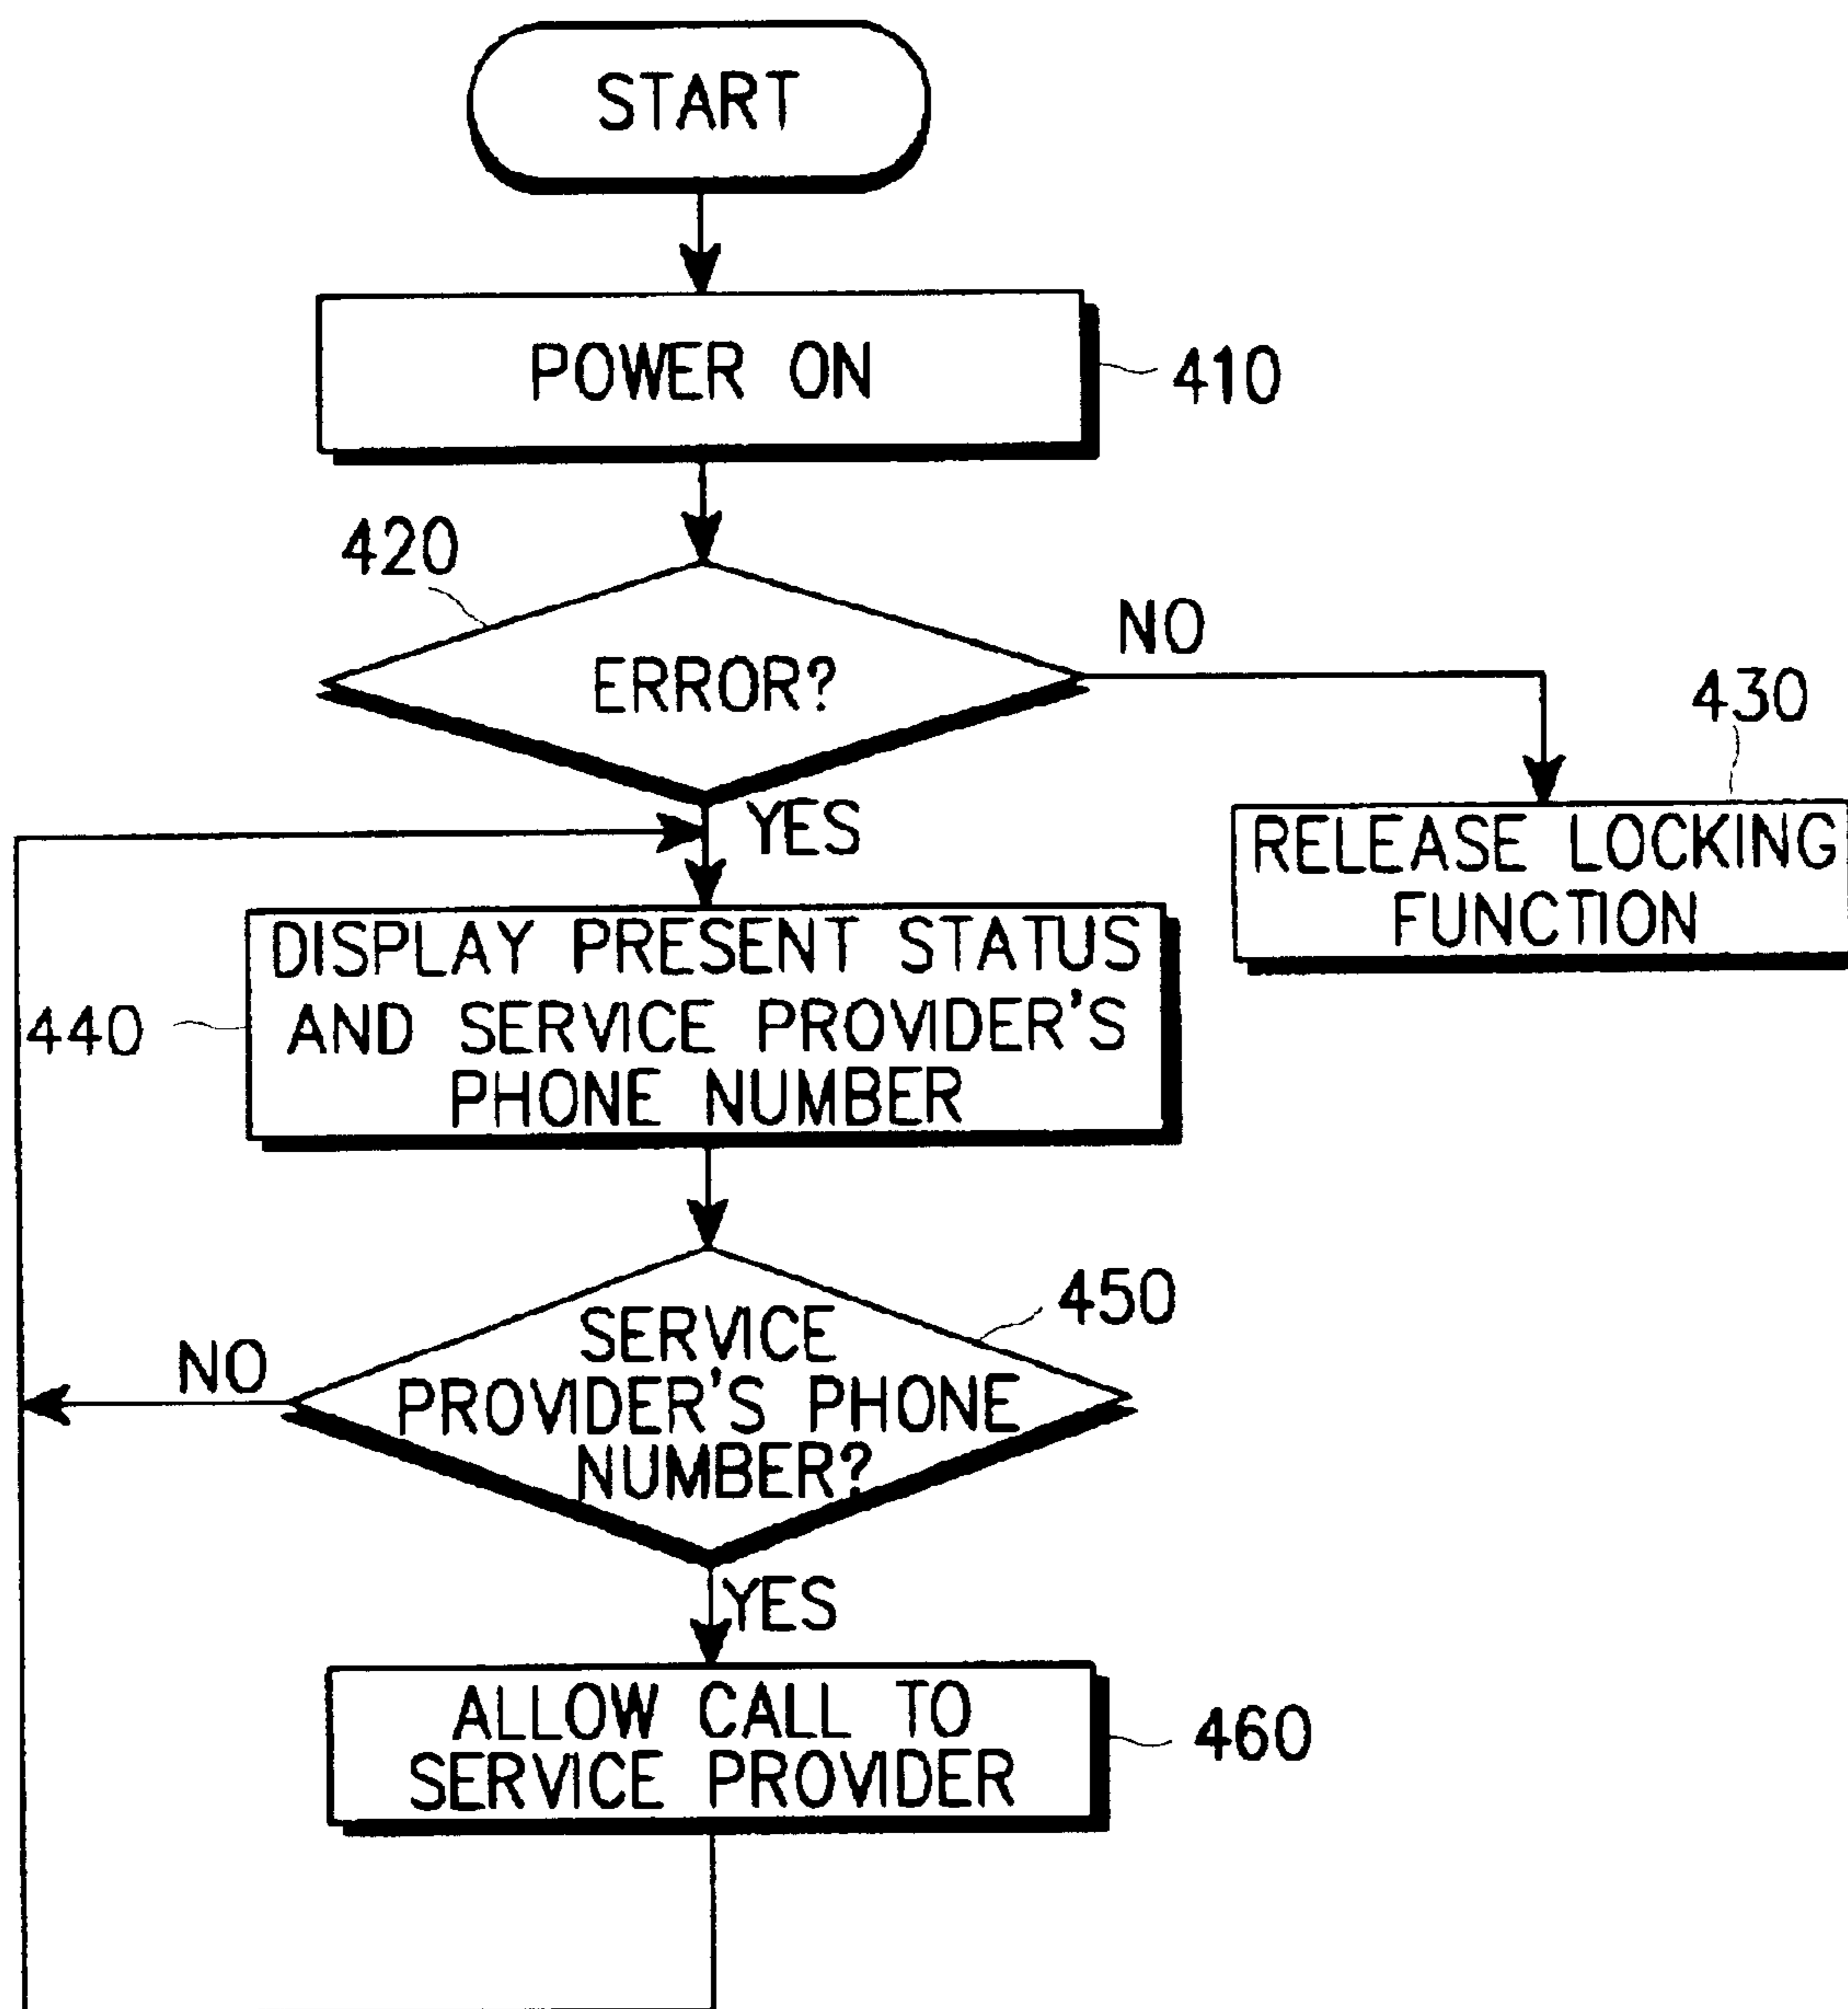 START
POWER ON
410
420
ERROR?
NO
430
YES
RELEASE LOCKING
FUNCTION
DISPLAY PRESENT STATUS
AND SERVICE PROVIDER'S
PHONE NUMBER
440
450
SERVICE
PROVIDER'S PHONE
NUMBER?
NO
YES
ALLOW CALL TO
SERVICE PROVIDER
460